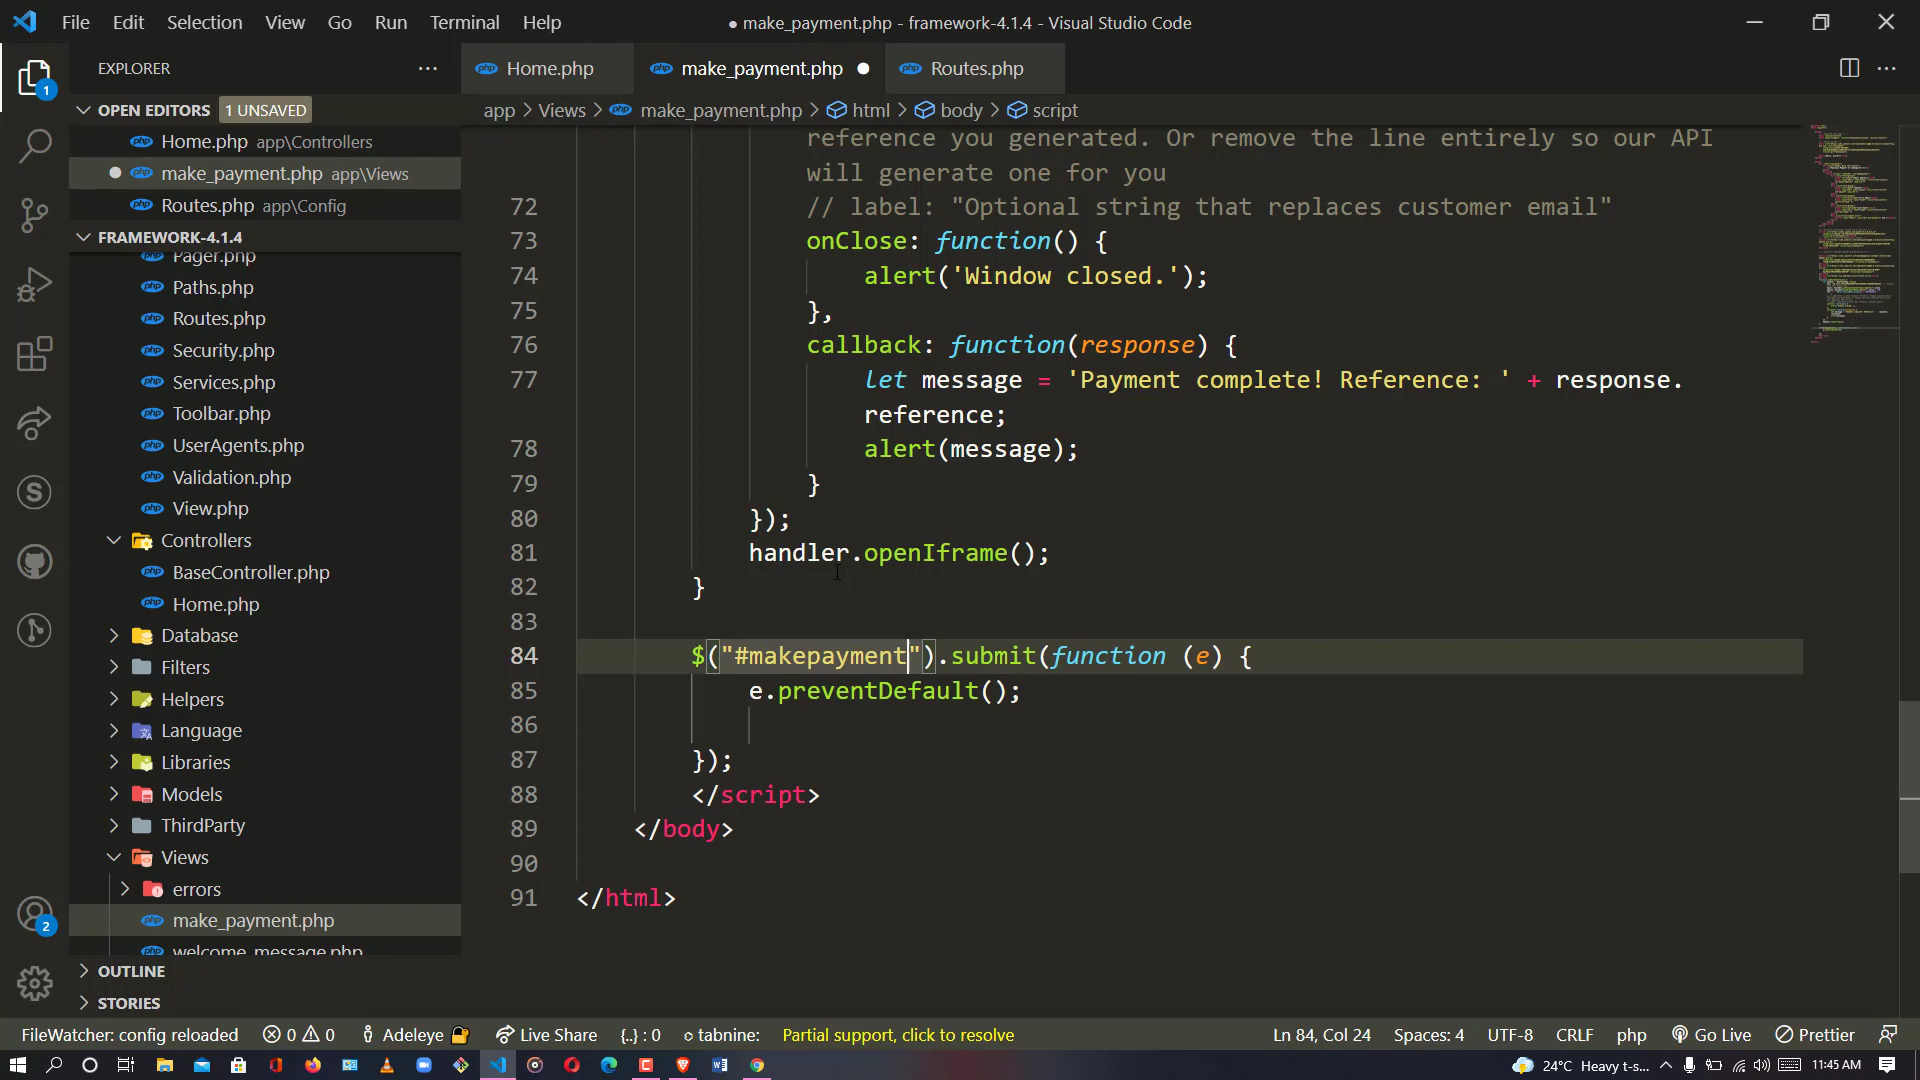 File Edit Selection View Go Run Terminal Help
● make_payment.php - framework-4.1.4 - Visual Studio Code
EXPLORER
Home.php
make_payment.php
Routes.php
OPEN EDITORS 1 UNSAVED
app > Views > make_payment.php > html > body > script
1
Home.php app\Controllers
make_payment.php app\Views
Routes.php app\Config
FRAMEWORK-4.1.4
Pager.php
Paths.php
Routes.php
Security.php
Services.php
Toolbar.php
UserAgents.php
Validation.php
View.php
Controllers
BaseController.php
Home.php
Database
Filters
Helpers
Language
Libraries
Models
ThirdParty
Views
errors
make_payment.php
welcome_message.php
OUTLINE
STORIES
2
reference you generated. Or remove the line entirely so our API
will generate one for you
72 // label: "Optional string that replaces customer email"
73 onClose: function() {
74 alert('Window closed.');
75 },
76 callback: function(response) {
77 let message = 'Payment complete! Reference: ' + response.
reference;
78 alert(message);
79 }
80 });
81 handler.openIframe();
82 }
83
84 $("#makepayment").submit(function (e) {
85 e.preventDefault();
86
87 });
88 </script>
89 </body>
90
91 </html>
FileWatcher: config reloaded 0 0 Adeleye Live Share {..} : 0 tabnine: Partial support, click to resolve Ln 84, Col 24 Spaces: 4 UTF-8 CRLF php Go Live Prettier
24°C Heavy t-s... 11:45 AM